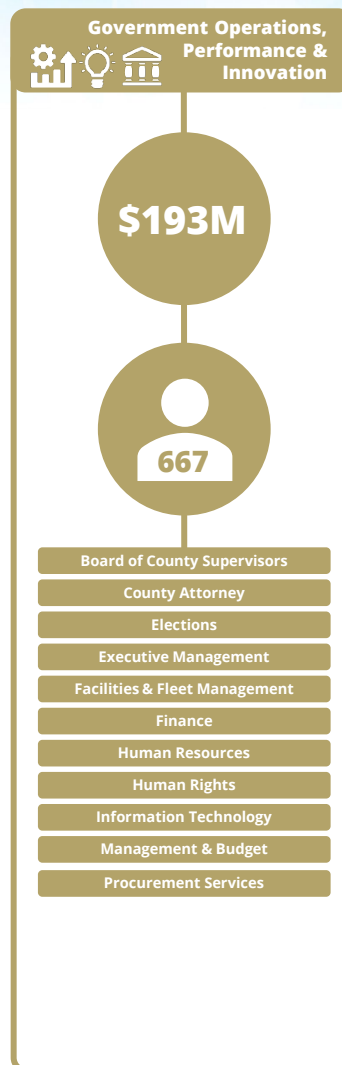 Government Operations,
Performance &
Innovation
$193M
667
Board of County Supervisors
County Attorney
Elections
Executive Management
Facilities & Fleet Management
Finance
Human Resources
Human Rights
Information Technology
Management & Budget
Procurement Services